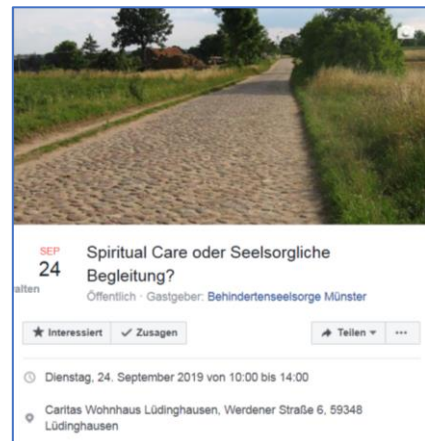 SEP
24
alten
Spiritual Care oder Seelsorgliche
Begleitung?
Öffentlich · Gastgeber: Behindertenseelsorge Münster
★ Interessiert ✓ Zusagen Teilen ▾ ···
Dienstag, 24. September 2019 von 10:00 bis 14:00
Caritas Wohnhaus Lüdinghausen, Werdener Straße 6, 59348
Lüdinghausen